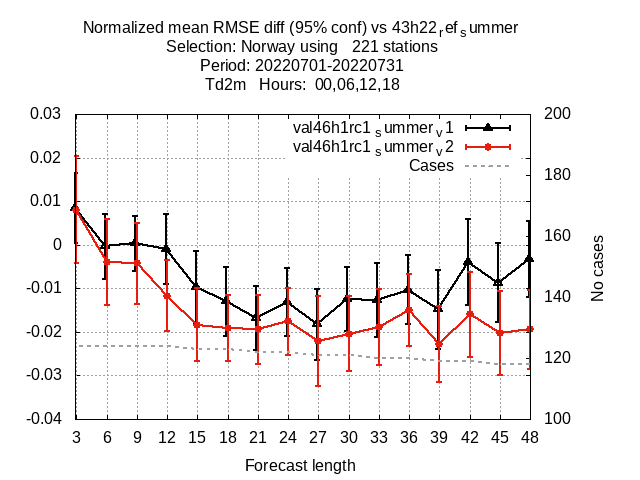 Normalized mean RMSE diff (95% conf) vs 43h22refsummer
Selection: Norway using 221 stations
Period: 20220701-20220731
Td2m Hours: 00,06,12,18
0.03
0.02
0.01
0
-0.01
-0.02
-0.03
-0.04
200
180
160
140
120
100
No cases
val46h1rc1summerv1
val46h1rc1summerv2
Cases
3 6 9 12 15 18 21 24 27 30 33 36 39 42 45 48
Forecast length